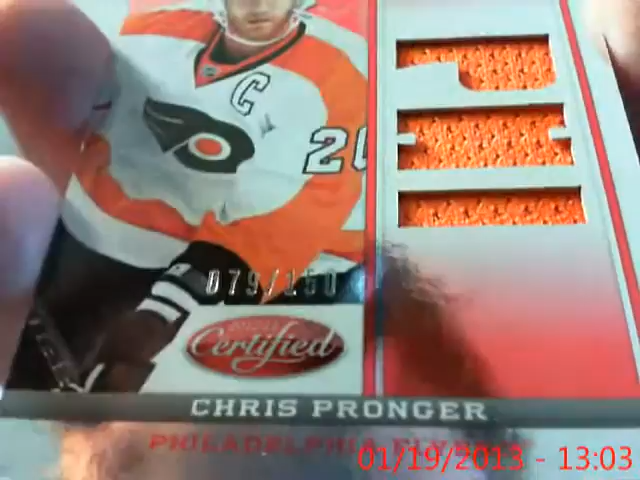 C
20
079/150
Certified
CHRIS PRONGER
PHILADELPHIA FLYERS
01/19/2013 - 13:03